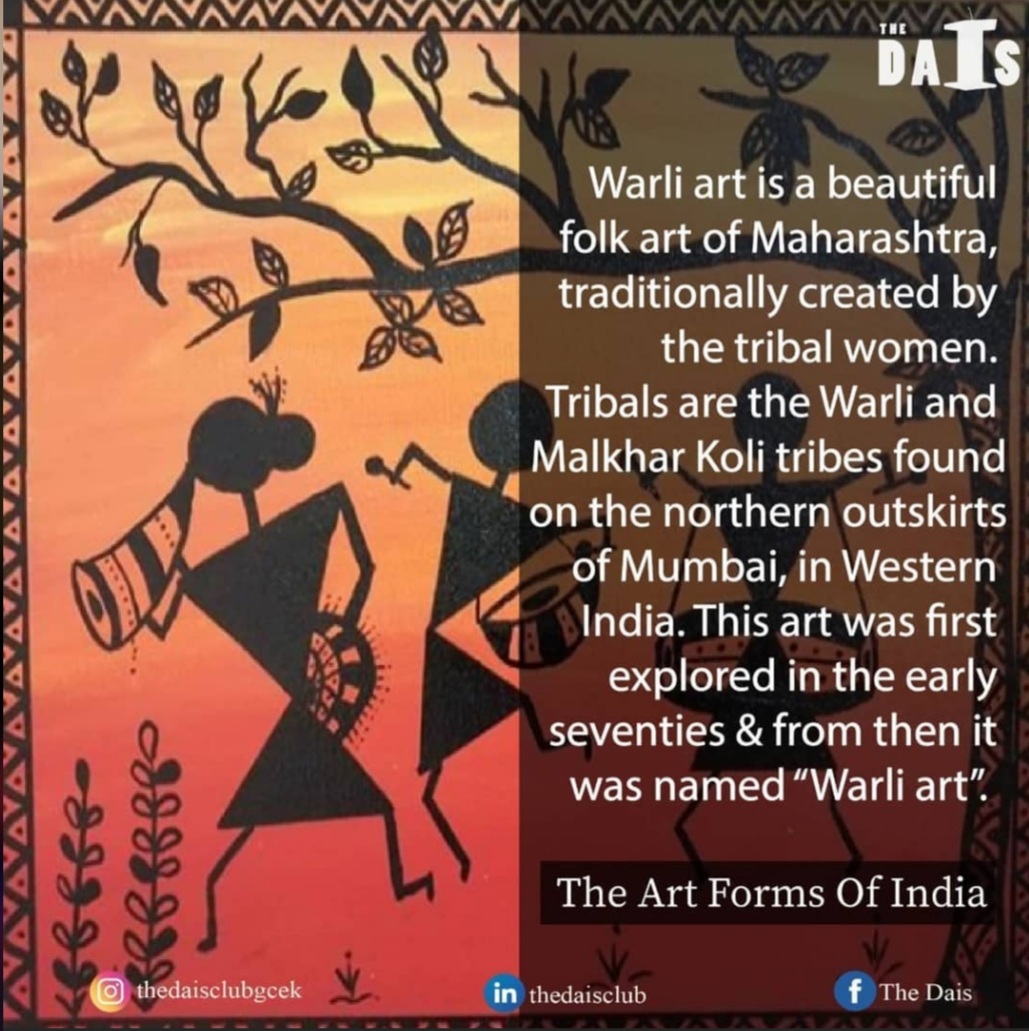 THE
DAIS
Warli art is a beautiful
folk art of Maharashtra,
traditionally created by
the tribal women.
Tribals are the Warli and
Malkhar Koli tribes found
on the northern outskirts
of Mumbai, in Western
India. This art was first
explored in the early
seventies & from then it
was named “Warli art”.
The Art Forms Of India
thedaisclubgcek
in thedaisclub
f The Dais